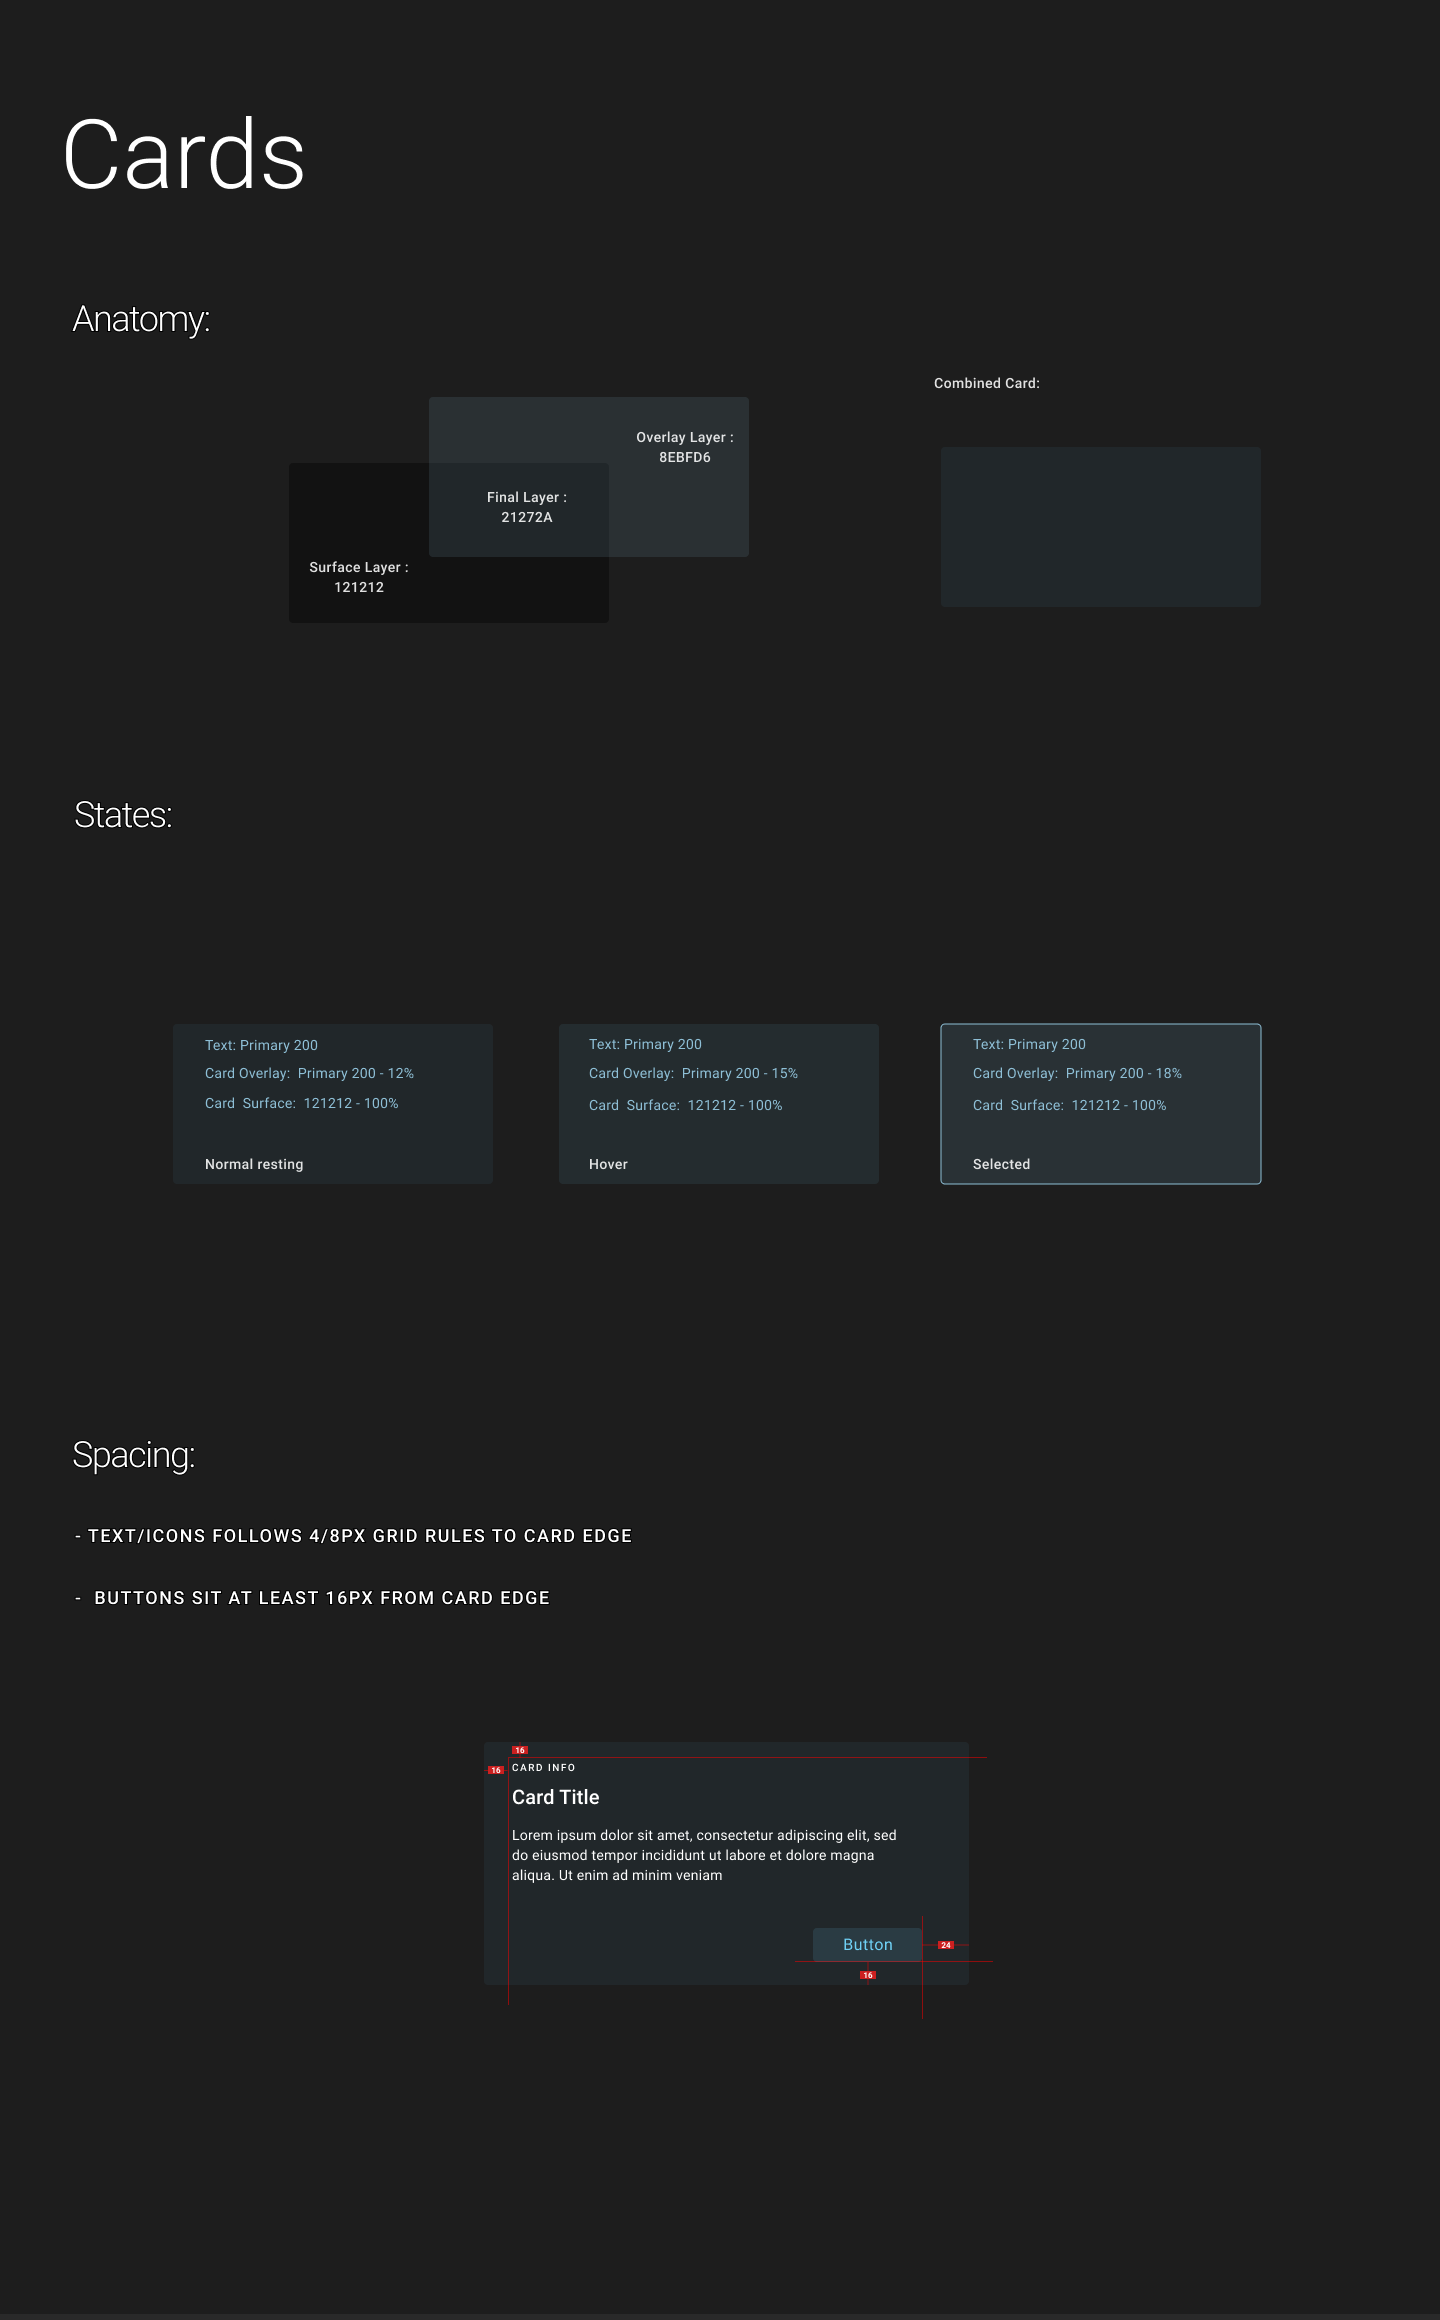 Cards
Anatomy:
Combined Card:
Overlay Layer :
8EBFD6
Final Layer :
21272A
Surface Layer :
121212
States:
Text: Primary 200
Card Overlay: Primary 200 - 12%
Card Surface: 121212 - 100%
Normal resting
Text: Primary 200
Card Overlay: Primary 200 - 15%
Card Surface: 121212 - 100%
Hover
Text: Primary 200
Card Overlay: Primary 200 - 18%
Card Surface: 121212 - 100%
Selected
Spacing:
- TEXT/ICONS FOLLOWS 4/8PX GRID RULES TO CARD EDGE
- BUTTONS SIT AT LEAST 16PX FROM CARD EDGE
16
16
CARD INFO
Card Title
Lorem ipsum dolor sit amet, consectetur adipiscing elit, sed
do eiusmod tempor incididunt ut labore et dolore magna
aliqua. Ut enim ad minim veniam
Button
24
16